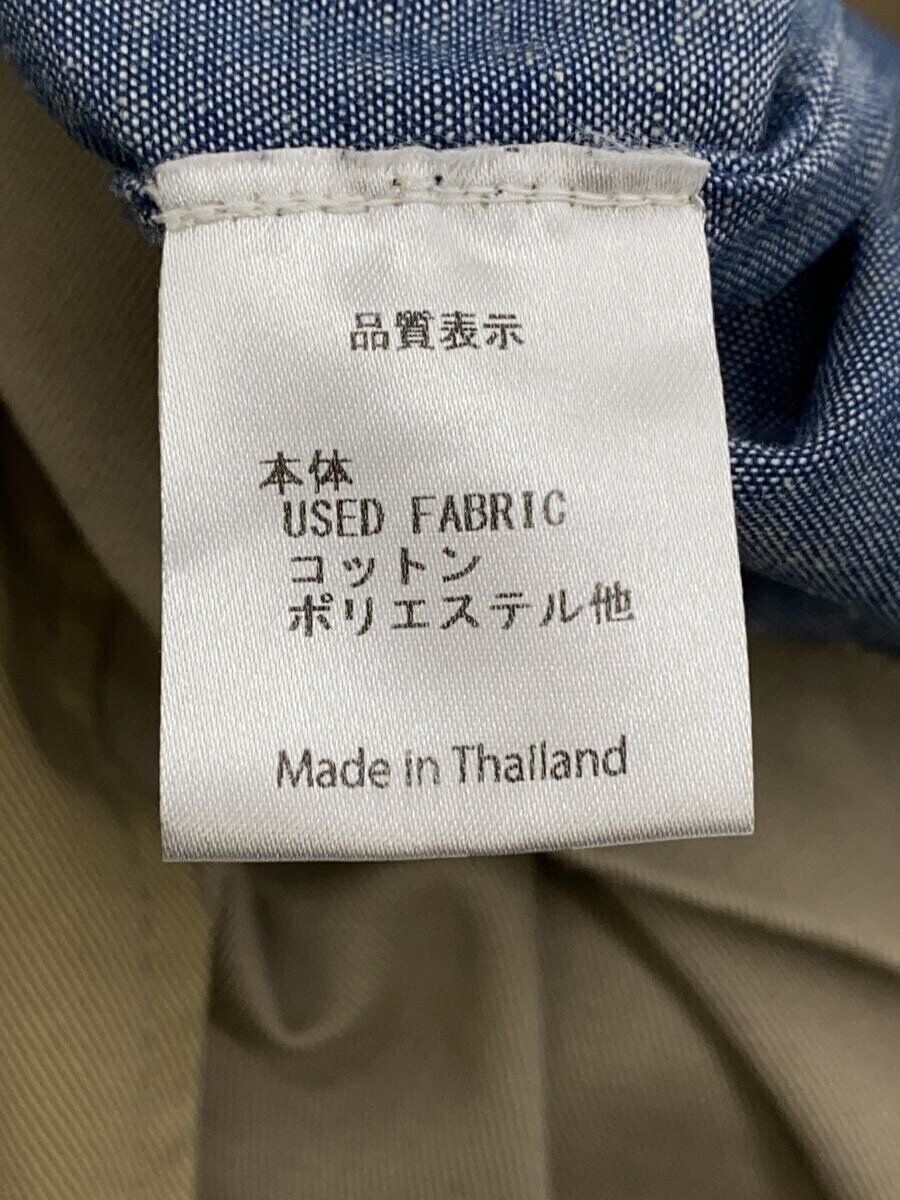 品質表示
本体
USED FABRIC
コットン
ポリエステル他
Made in Thailand